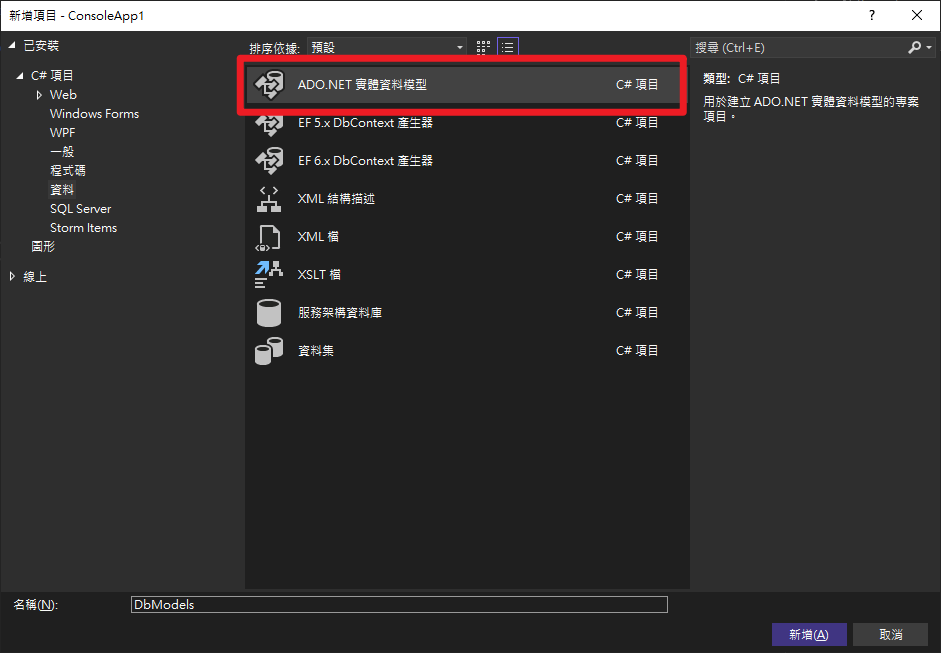 新增項目 - ConsoleApp1
?
已安裝
C# 項目
Web
Windows Forms
WPF
一般
程式碼
資料
SQL Server
Storm Items
圖形
線上
排序依據: 預設
ADO.NET 實體資料模型 C# 項目
EF 5.x DbContext 產生器 C# 項目
EF 6.x DbContext 產生器 C# 項目
XML 結構描述 C# 項目
XML 檔 C# 項目
XSLT 檔 C# 項目
服務架構資料庫 C# 項目
資料集 C# 項目
搜尋 (Ctrl+E)
類型: C# 項目
用於建立 ADO.NET 實體資料模型的專案
項目。
名稱(N): DbModels
新增(A) 取消